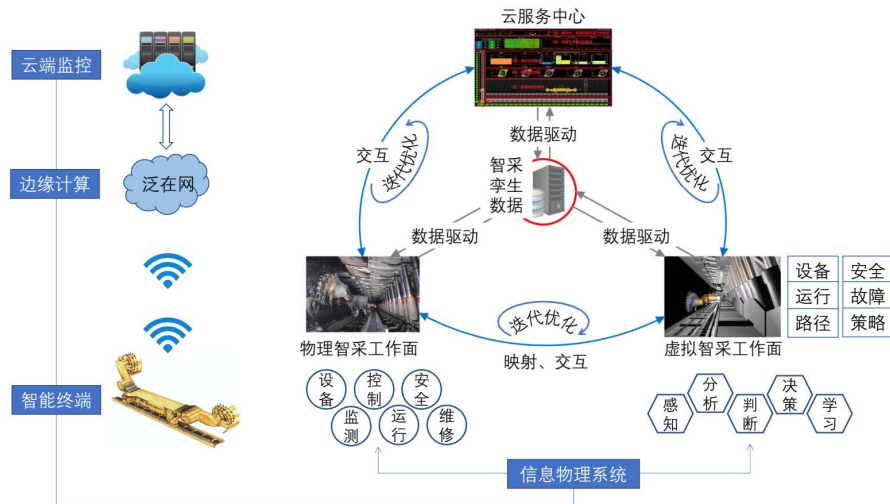 云服务中心
云端监控
数据驱动
交互
迭代优化
迭代优化
交互
边缘计算
泛在网
智采
孪生
数据
数据驱动
数据驱动
设备
安全
运行
故障
路径
策略
迭代优化
物理智采工作面
虚拟智采工作面
映射、交互
智能终端
设备
控制
安全
监测
运行
维修
感知
分析
判断
决策
学习
信息物理系统